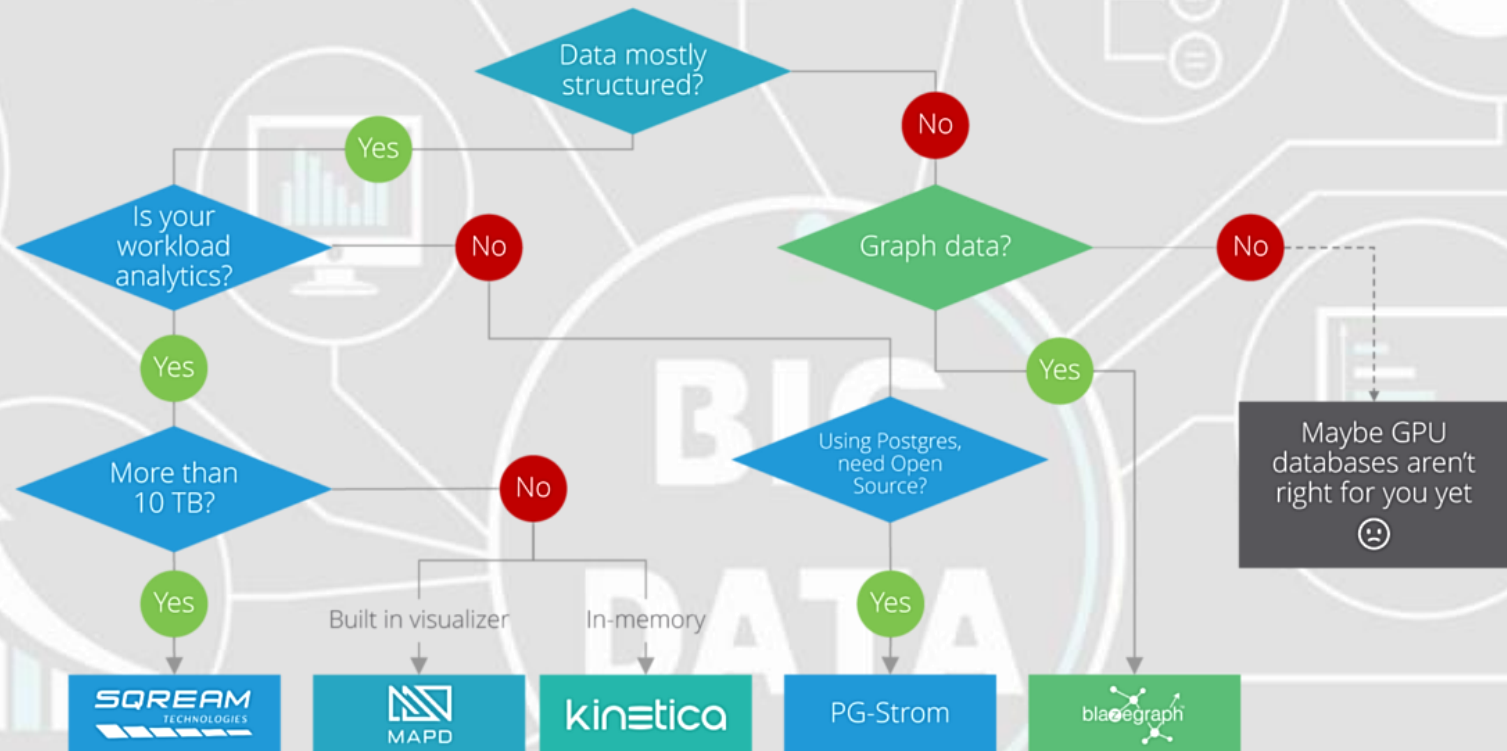 Data mostly
structured?
No
Yes
Is your
workload
analytics?
No
Graph data?
No
Yes
Yes
Using Postgres,
need Open
Source?
Maybe GPU
databases aren't
right for you yet
More than
10 TB?
No
Yes
Built in visualizer
In-memory
Yes
BIG
DATA
SQREAM
TECHNOLOGIES
MAPD
kinetica
PG-Strom
blazegraph